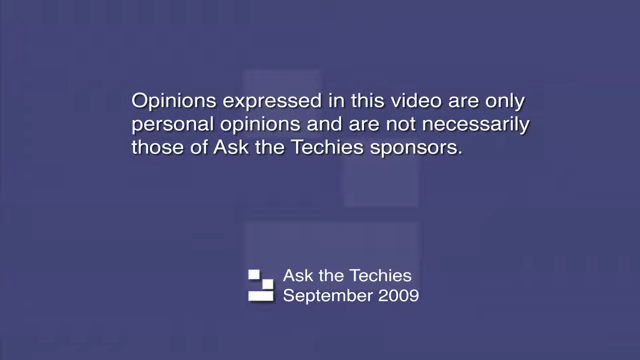 Opinions expressed in this video are only
personal opinions and are not necessarily
those of Ask the Techies sponsors.
Ask the Techies
September 2009